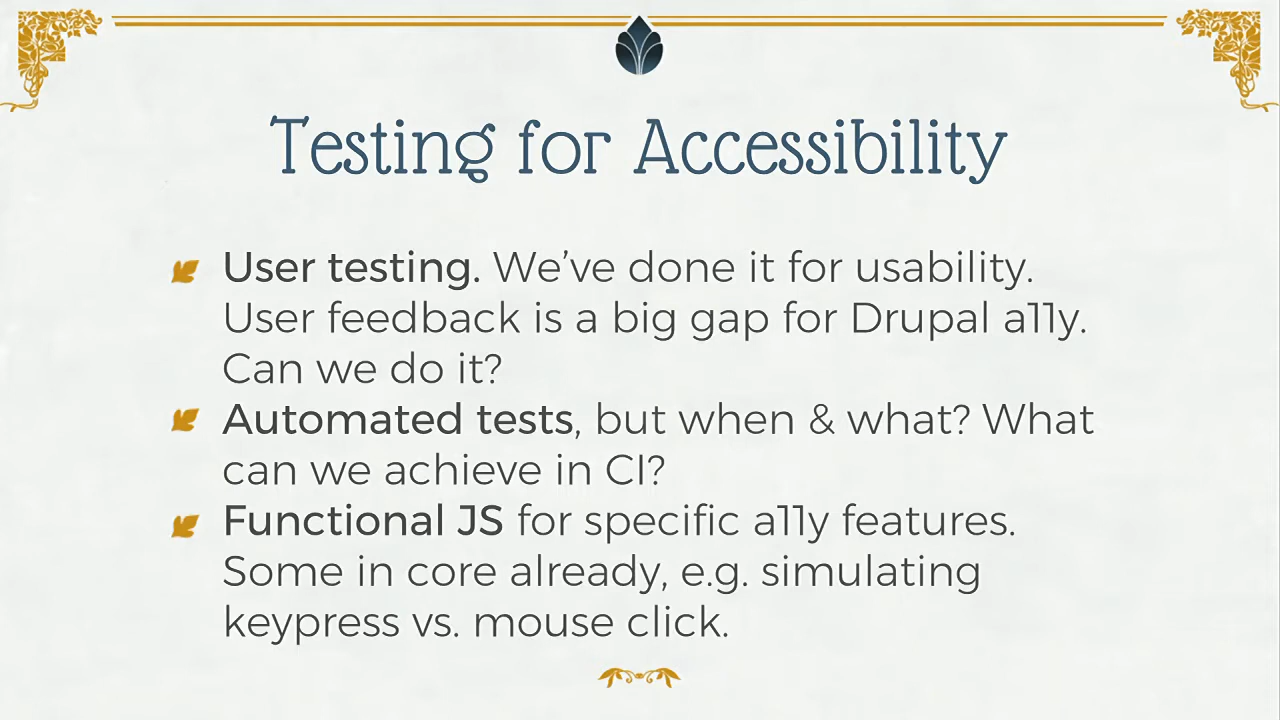 Testing for Accessibility
User testing. We’ve done it for usability.
User feedback is a big gap for Drupal a11y.
Can we do it?
Automated tests, but when & what? What
can we achieve in CI?
Functional JS for specific a11y features.
Some in core already, e.g. simulating
keypress vs. mouse click.